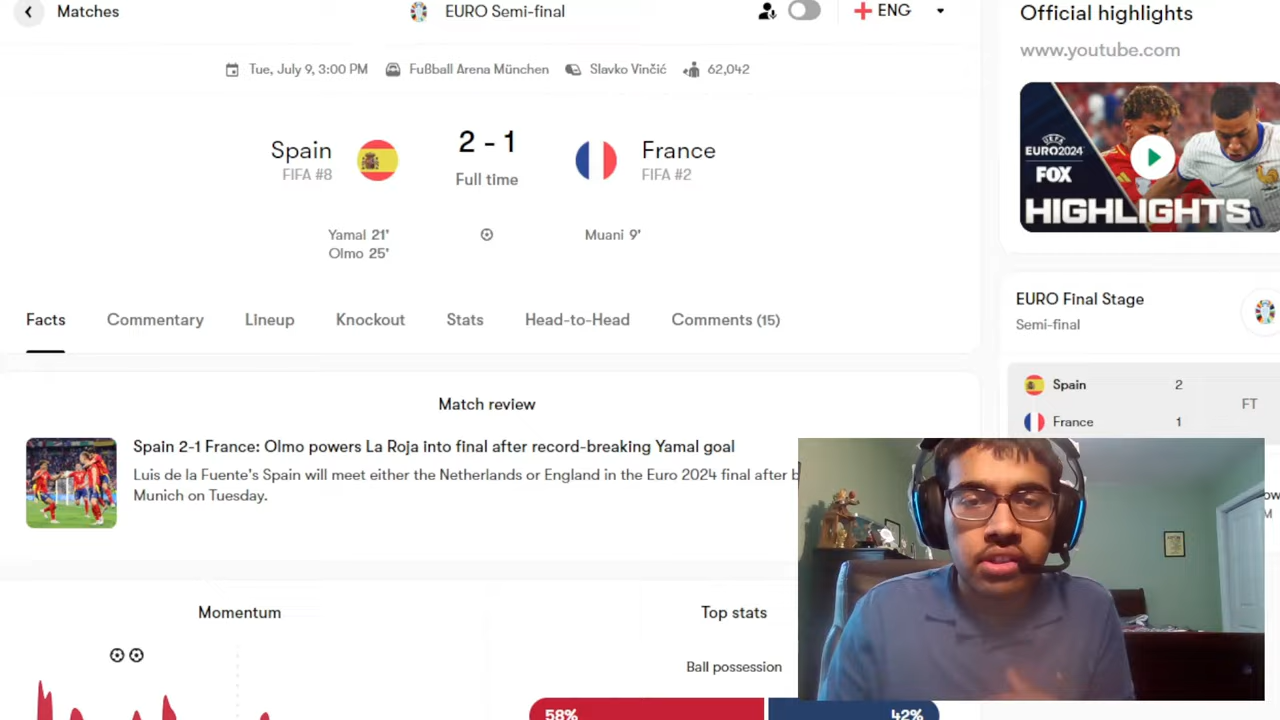 Matches
EURO Semi-final
ENG
Tue, July 9, 3:00 PM
Fußball Arena München
Slavko Vinčić
62,042
Spain
FIFA #8
2 - 1
Full time
France
FIFA #2
Yamal 21'
Olmo 25'
Muani 9'
Facts
Commentary
Lineup
Knockout
Stats
Head-to-Head
Comments (15)
Match review
Spain 2-1 France: Olmo powers La Roja into final after record-breaking Yamal goal
Luis de la Fuente's Spain will meet either the Netherlands or England in the Euro 2024 final after
Munich on Tuesday.
Momentum
Top stats
Ball possession
58%
42%
Official highlights
www.youtube.com
UEFA
EURO2024
FOX
HIGHLIGHTS
EURO Final Stage
Semi-final
Spain
2
FT
France
1